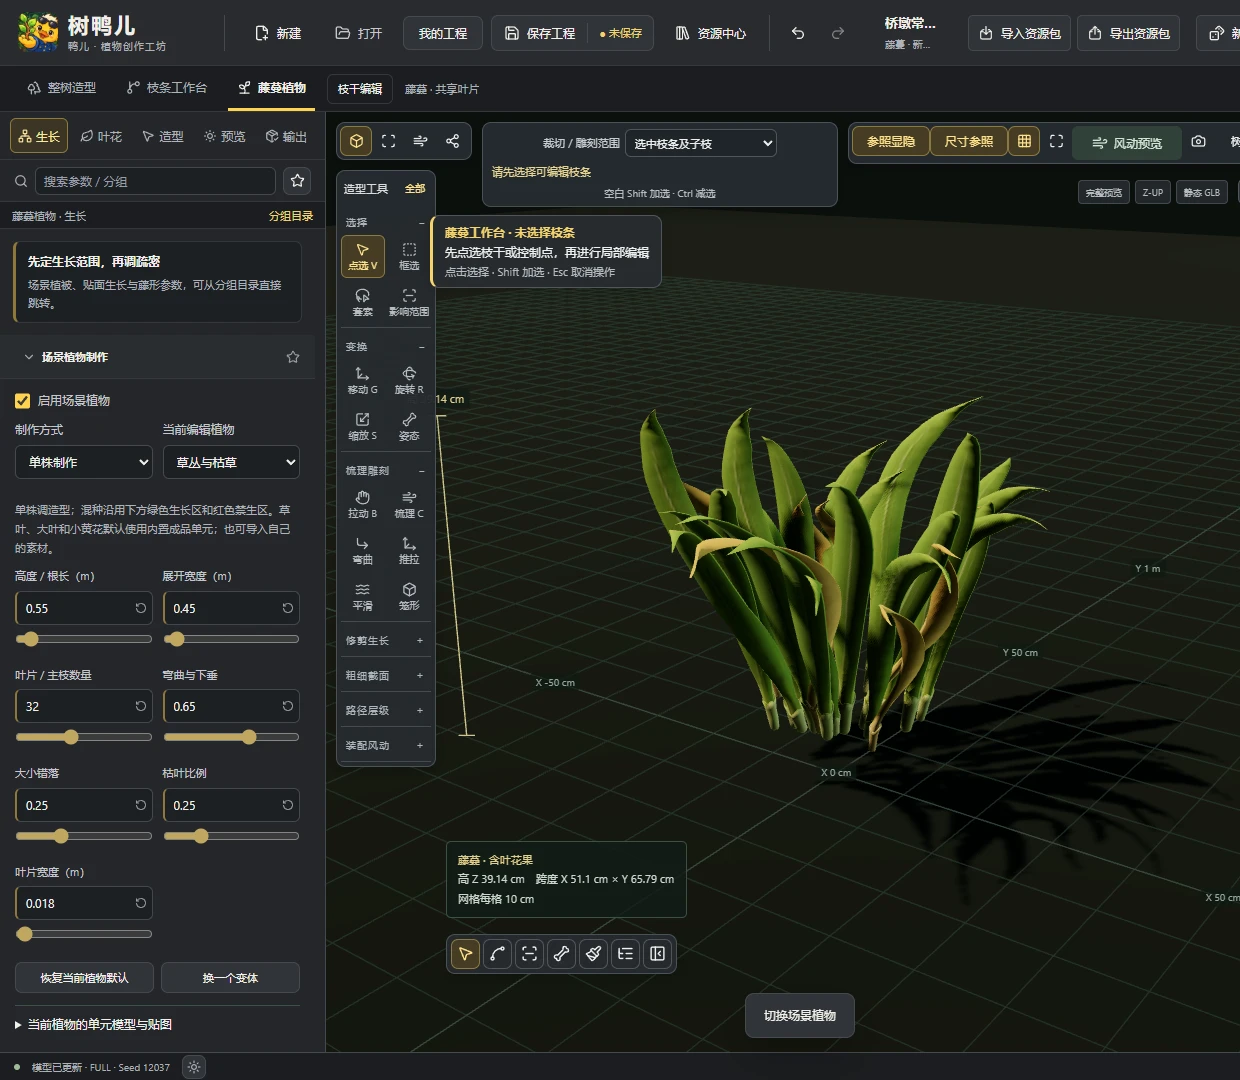 树鸭儿
鸭儿 · 植物创作工坊
新建
打开
我的工程
保存工程
● 未保存
资源中心
桥墩常...
藤蔓 · 新...
导入资源包
导出资源包
新
整树造型
枝条工作台
藤蔓植物
枝干编辑
藤蔓 · 共享叶片
生长
叶花
造型
预览
输出
搜索参数 / 分组
藤蔓植物 · 生长
分组目录
先定生长范围，再调疏密
场景植被、贴面生长与藤形参数，可从分组目录直接
跳转。
场景植物制作
启用场景植物
制作方式
当前编辑植物
单株制作
草丛与枯草
单株调造型；混种沿用下方绿色生长区和红色禁生区。草
叶、大叶和小黄花默认使用内置成品单元；也可导入自己
的素材。
高度 / 根长（m）
展开宽度（m）
0.55
0.45
叶片 / 主枝数量
弯曲与下垂
32
0.65
大小错落
枯叶比例
0.25
0.25
叶片宽度（m）
0.018
恢复当前植物默认
换一个变体
▶ 当前植物的单元模型与贴图
模型已更新 · FULL · Seed 12037
裁切 / 雕刻范围
选中枝条及子枝
请先选择可编辑枝条
空白 Shift 加选 · Ctrl 减选
参照显隐
尺寸参照
风动预览
树
完整预览
Z-UP
静态 GLB
造型工具
全部
选择
−
点选 V
框选
套索
影响范围
变换
−
移动 G
旋转 R
缩放 S
姿态
梳理雕刻
−
拉动 B
梳理 C
弯曲
推拉
平滑
笼形
修剪生长
+
粗细截面
+
路径层级
+
装配风动
+
藤蔓工作台 · 未选择枝条
先点选枝干或控制点，再进行局部编辑
点击选择 · Shift 加选 · Esc 取消操作
14 cm
Y 1 m
Y 50 cm
X -50 cm
X 0 cm
X 50 cm
藤蔓 · 含叶花果
高 Z 39.14 cm 跨度 X 51.1 cm × Y 65.79 cm
网格每格 10 cm
切换场景植物